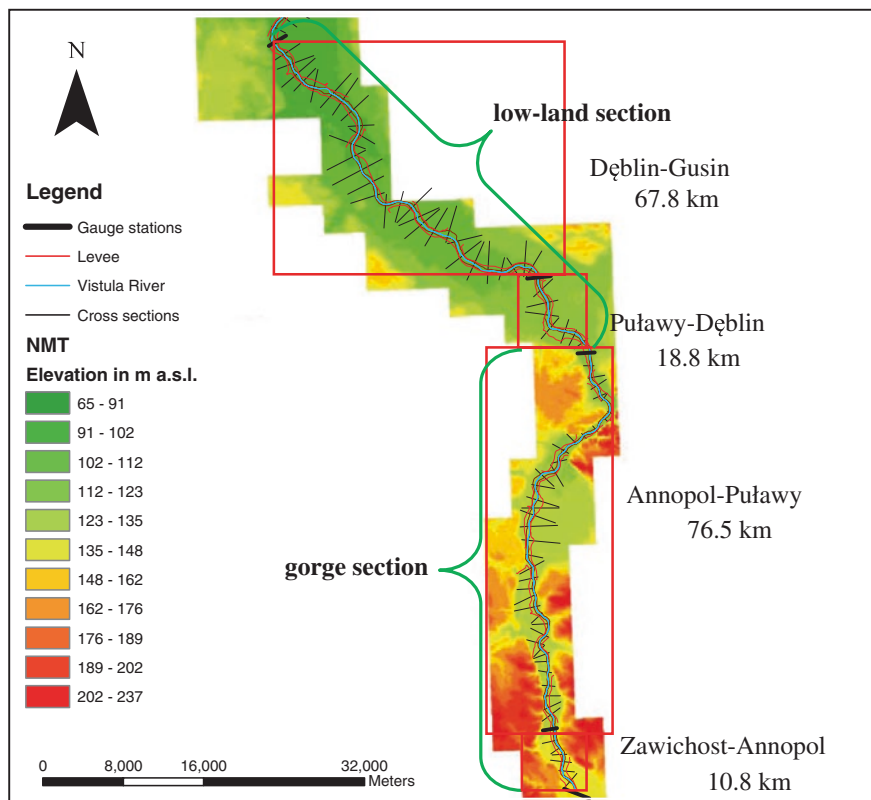 N
low-land section
Dęblin-Gusin
67.8 km
Legend
Gauge stations
Levee
Vistula River
Cross sections
NMT
Elevation in m a.s.l.
65 - 91
91 - 102
102 - 112
112 - 123
123 - 135
135 - 148
148 - 162
162 - 176
176 - 189
189 - 202
202 - 237
Puławy-Dęblin
18.8 km
Annopol-Puławy
76.5 km
gorge section
Zawichost-Annopol
10.8 km
0 8,000 16,000 32,000
Meters